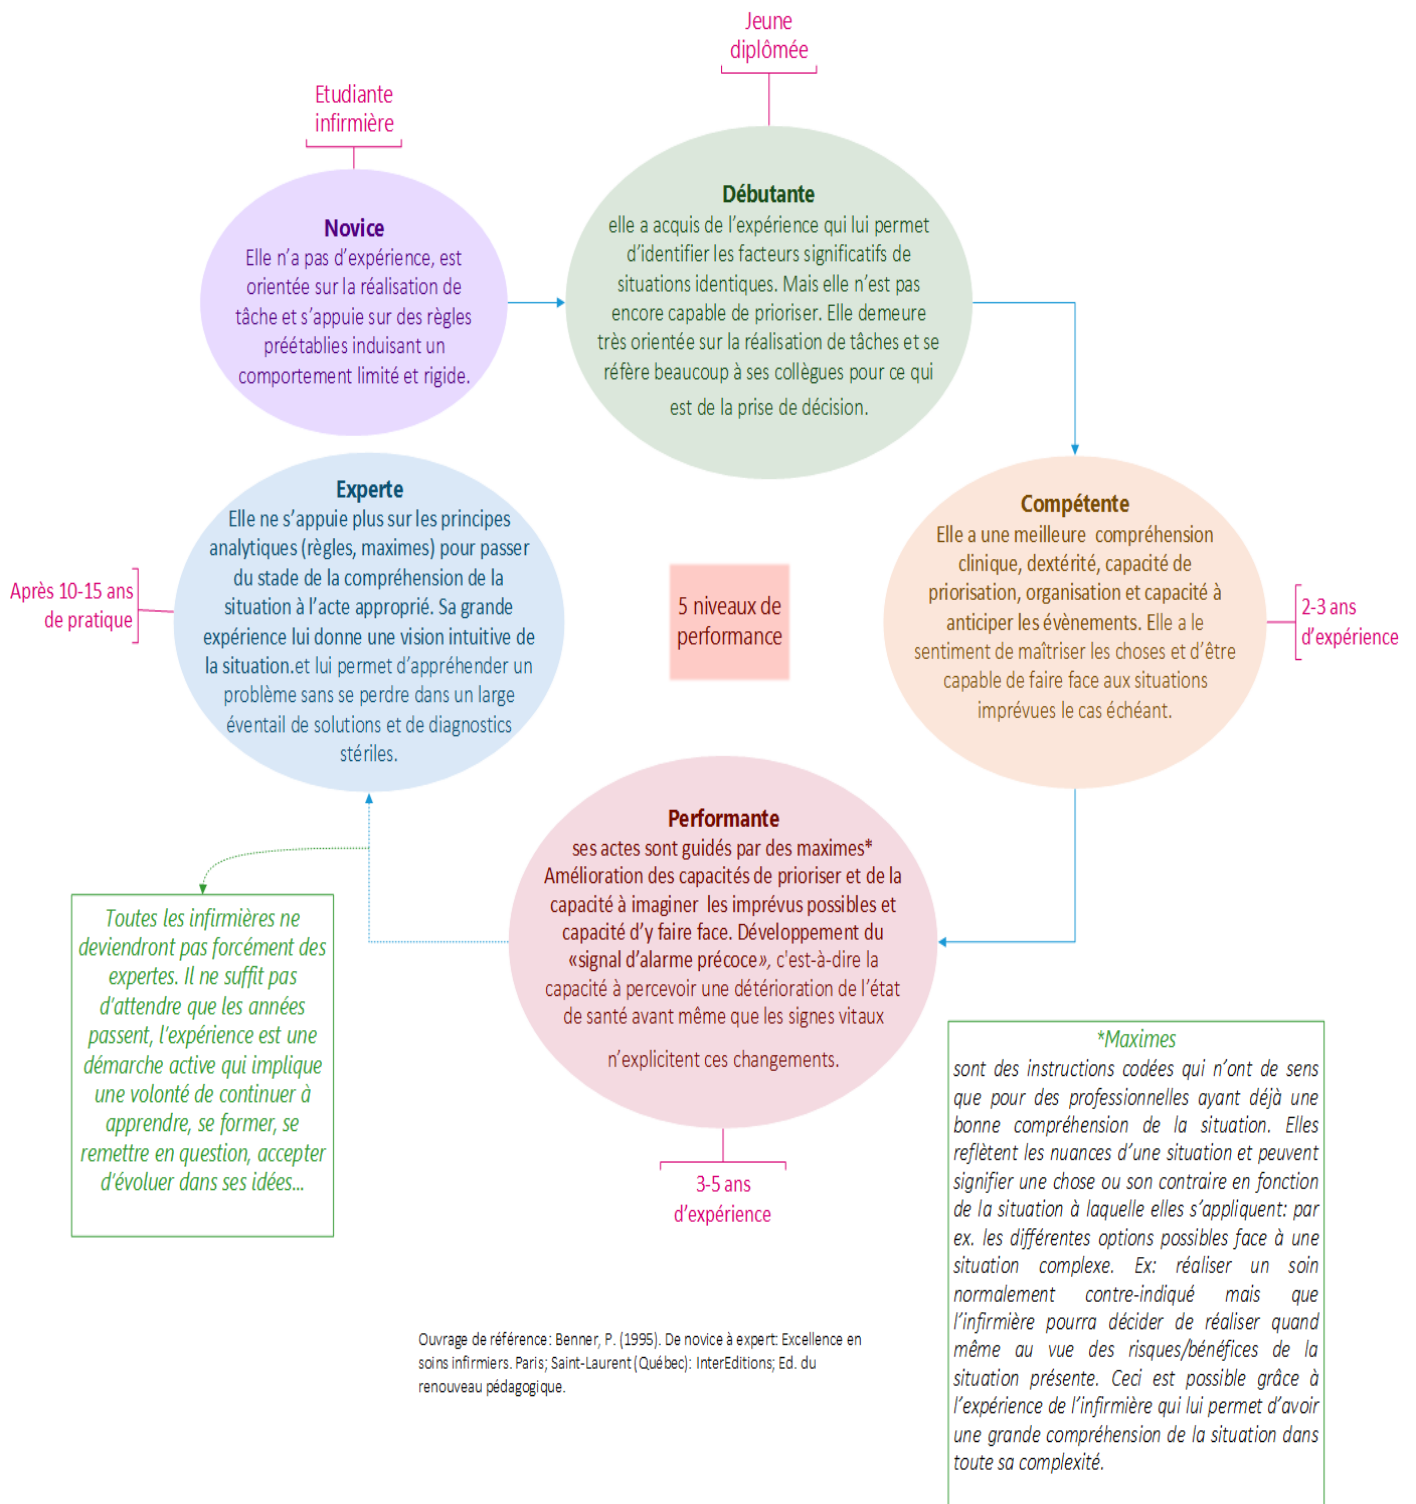 Jeune
diplômée
Etudiante
infirmière
Novice
Elle n’a pas d’expérience, est
orientée sur la réalisation de
tâche et s’appuie sur des règles
préétablies induisant un
comportement limité et rigide.
Débutante
elle a acquis de l’expérience qui lui permet
d’identifier les facteurs significatifs de
situations identiques. Mais elle n’est pas
encore capable de prioriser. Elle demeure
très orientée sur la réalisation de tâches et se
réfère beaucoup à ses collègues pour ce qui
est de la prise de décision.
Compétente
Elle a une meilleure compréhension
clinique, dextérité, capacité de
priorisation, organisation et capacité à
anticiper les évènements. Elle a le
sentiment de maîtriser les choses et d’être
capable de faire face aux situations
imprévues le cas échéant.
2-3 ans
d’expérience
5 niveaux de
performance
Experte
Elle ne s’appuie plus sur les principes
analytiques (règles, maximes) pour passer
du stade de la compréhension de la
situation à l’acte approprié. Sa grande
expérience lui donne une vision intuitive de
la situation.et lui permet d’appréhender un
problème sans se perdre dans un large
éventail de solutions et de diagnostics
stériles.
Après 10-15 ans
de pratique
Performante
ses actes sont guidés par des maximes*
Amélioration des capacités de prioriser et de la
capacité à imaginer les imprévus possibles et
capacité d’y faire face. Développement du
«signal d’alarme précoce», c'est-à-dire la
capacité à percevoir une détérioration de l’état
de santé avant même que les signes vitaux
n’explicitent ces changements.
3-5 ans
d’expérience
Toutes les infirmières ne
deviendront pas forcément des
expertes. Il ne suffit pas
d’attendre que les années
passent, l’expérience est une
démarche active qui implique
une volonté de continuer à
apprendre, se former, se
remettre en question, accepter
d’évoluer dans ses idées...
*Maximes
sont des instructions codées qui n’ont de sens
que pour des professionnelles ayant déjà une
bonne compréhension de la situation. Elles
reflètent les nuances d’une situation et peuvent
signifier une chose ou son contraire en fonction
de la situation à laquelle elles s’appliquent: par
ex. les différentes options possibles face à une
situation complexe. Ex: réaliser un soin
normalement contre-indiqué mais que
l’infirmière pourra décider de réaliser quand
même au vue des risques/bénéfices de la
situation présente. Ceci est possible grâce à
l’expérience de l’infirmière qui lui permet d’avoir
une grande compréhension de la situation dans
toute sa complexité.
Ouvrage de référence: Benner, P. (1995). De novice à expert: Excellence en
soins infirmiers. Paris; Saint-Laurent (Québec): InterEditions; Ed. du
renouveau pédagogique.